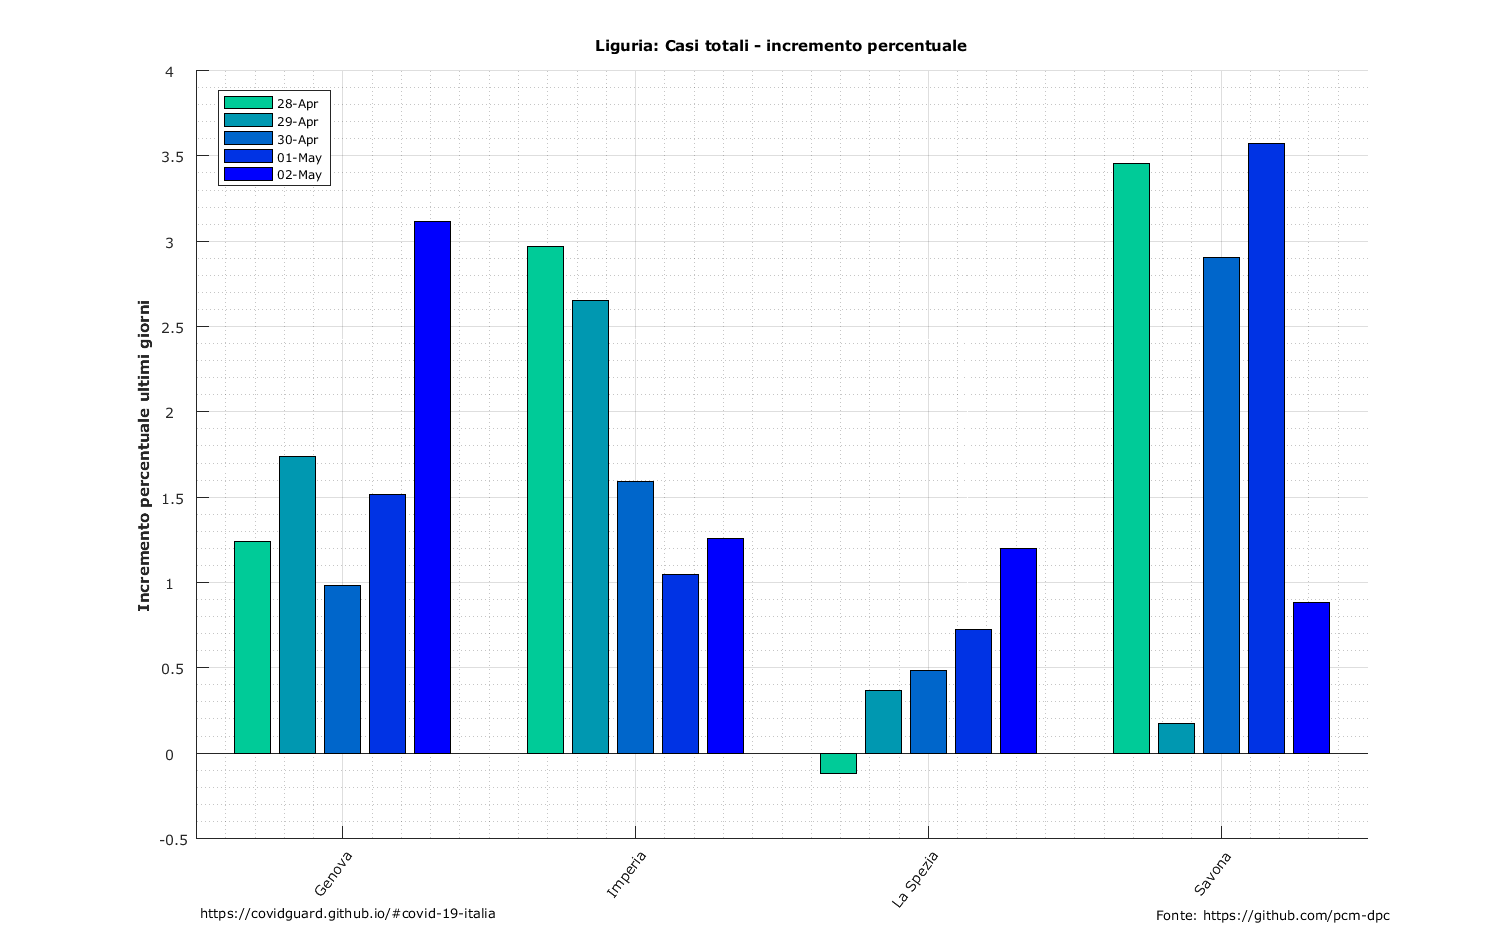 Liguria: Casi totali - incremento percentuale
4
3.5
3
2.5
2
1.5
1
0.5
0
-0.5
Incremento percentuale ultimi giorni
28-Apr
29-Apr
30-Apr
01-May
02-May
Genova
Imperia
La Spezia
Savona
https://covidguard.github.io/#covid-19-italia
Fonte: https://github.com/pcm-dpc